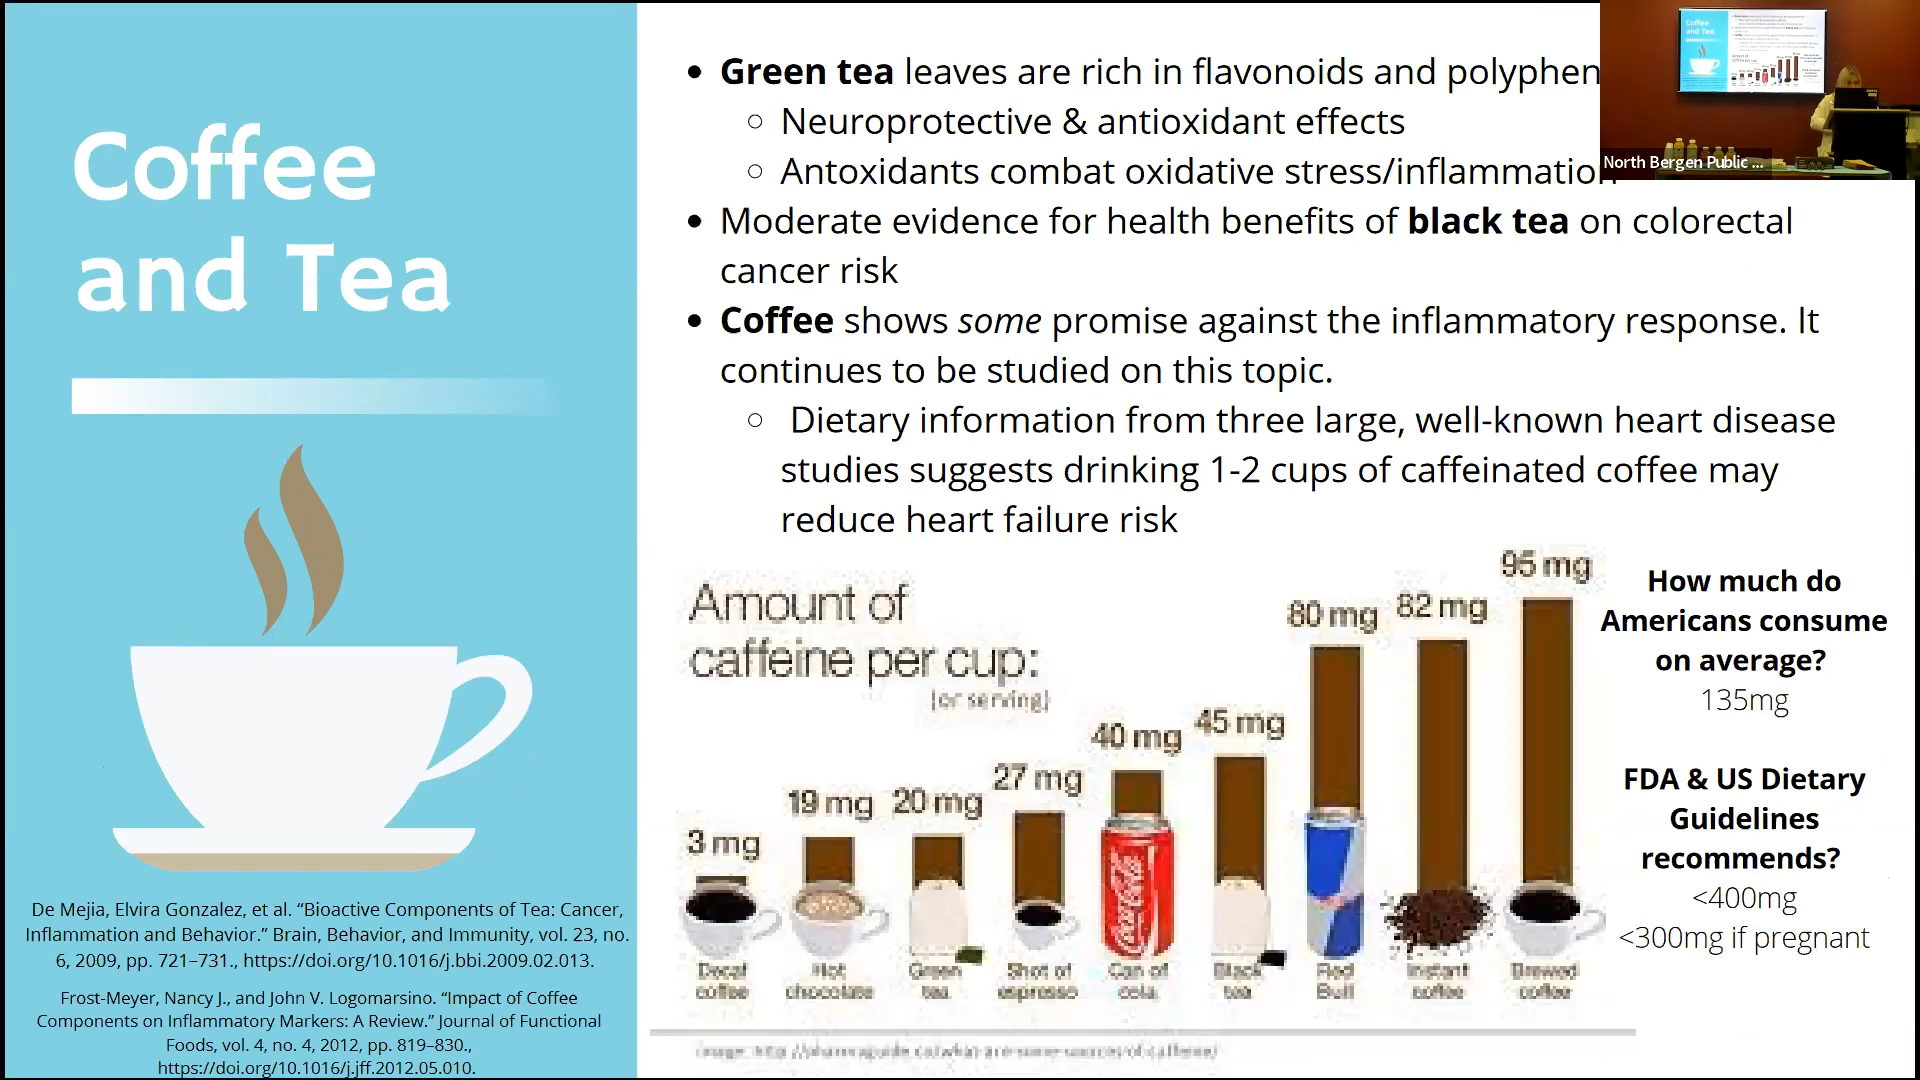 Coffee
and Tea
De Mejia, Elvira Gonzalez, et al. “Bioactive Components of Tea: Cancer,
Inflammation and Behavior.” Brain, Behavior, and Immunity, vol. 23, no.
6, 2009, pp. 721–731., https://doi.org/10.1016/j.bbi.2009.02.013.
Frost-Meyer, Nancy J., and John V. Logomarsino. “Impact of Coffee
Components on Inflammatory Markers: A Review.” Journal of Functional
Foods, vol. 4, no. 4, 2012, pp. 819–830.,
https://doi.org/10.1016/j.jff.2012.05.010.
• Green tea leaves are rich in flavonoids and polyphen
○ Neuroprotective & antioxidant effects
○ Antoxidants combat oxidative stress/inflammation
• Moderate evidence for health benefits of black tea on colorectal
cancer risk
• Coffee shows some promise against the inflammatory response. It
continues to be studied on this topic.
○ Dietary information from three large, well-known heart disease
studies suggests drinking 1-2 cups of caffeinated coffee may
reduce heart failure risk
Amount of
caffeine per cup:
(or serving)
3 mg
19 mg
20 mg
27 mg
40 mg
45 mg
80 mg
82 mg
95 mg
Coca-Cola
Decaf
coffee
Hot
chocolate
Green
tea
Shot of
espresso
Can of
cola
Black
tea
Red
Bull
Instant
coffee
Brewed
coffee
How much do
Americans consume
on average?
135mg
FDA & US Dietary
Guidelines
recommends?
<400mg
<300mg if pregnant
Coffee
and Tea
North Bergen Public ...